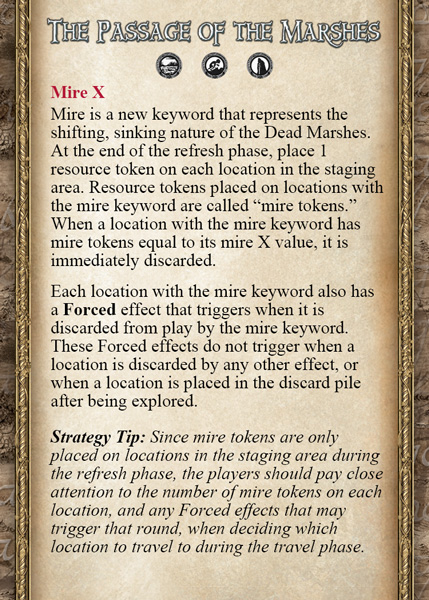 The Passage of the Marshes
Mire X
Mire is a new keyword that represents the
shifting, sinking nature of the Dead Marshes.
At the end of the refresh phase, place 1
resource token on each location in the staging
area. Resource tokens placed on locations with
the mire keyword are called “mire tokens.”
When a location with the mire keyword has
mire tokens equal to its mire X value, it is
immediately discarded.
Each location with the mire keyword also has
a Forced effect that triggers when it is
discarded from play by the mire keyword.
These Forced effects do not trigger when a
location is discarded by any other effect, or
when a location is placed in the discard pile
after being explored.
Strategy Tip: Since mire tokens are only
placed on locations in the staging area during
the refresh phase, the players should pay close
attention to the number of mire tokens on each
location, and any Forced effects that may
trigger that round, when deciding which
location to travel to during the travel phase.